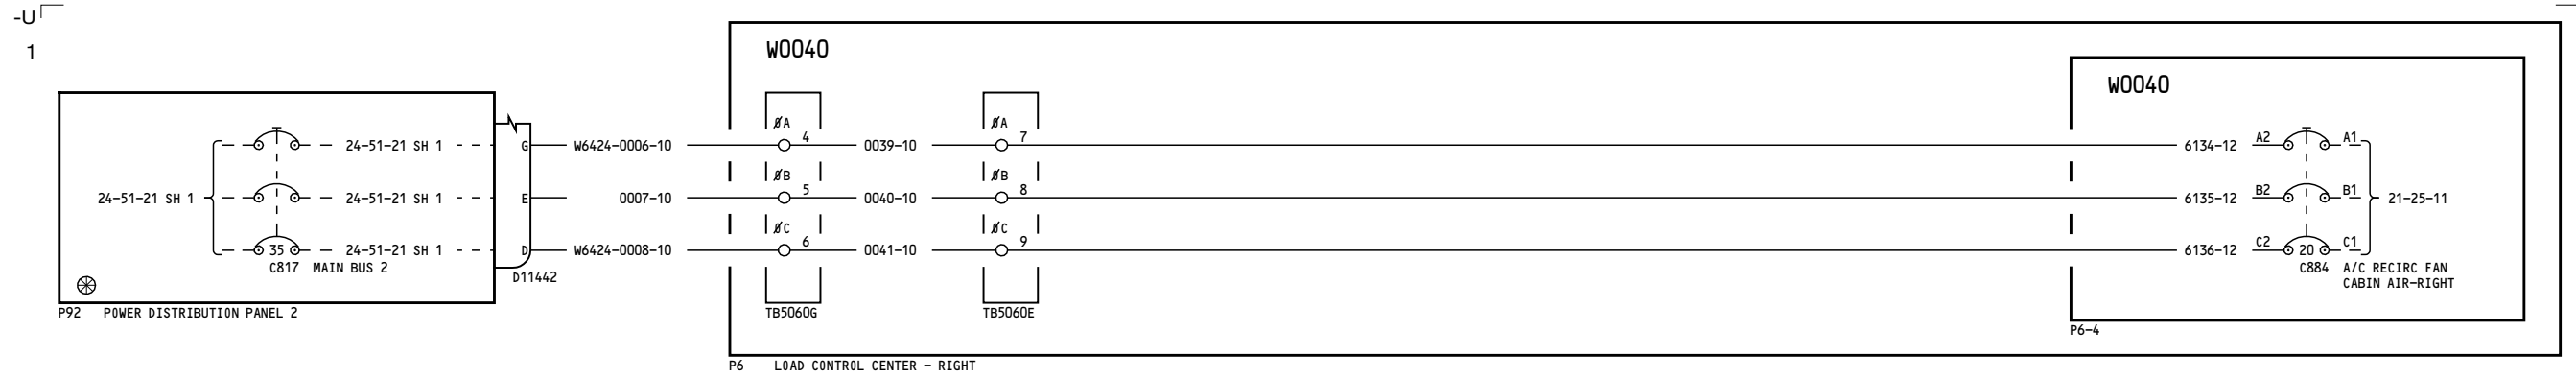 -U
1
W0040
W0040
ØA 4
ØA 7
24-51-21 SH 1
G
W6424-0006-10
0039-10
6134-12
A2
A1
ØB 5
ØB 8
24-51-21 SH 1
24-51-21 SH 1
E
0007-10
0040-10
6135-12
B2
B1
21-25-11
ØC 6
ØC 9
35
24-51-21 SH 1
D
W6424-0008-10
0041-10
6136-12
C2
20
C1
C817 MAIN BUS 2
D11442
C884 A/C RECIRC FAN
CABIN AIR-RIGHT
P92 POWER DISTRIBUTION PANEL 2
TB5060G
TB5060E
P6-4
P6 LOAD CONTROL CENTER - RIGHT